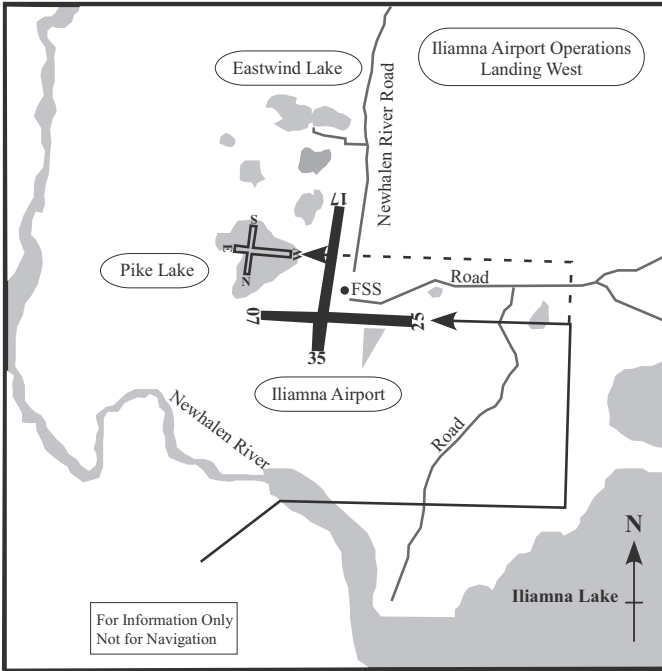 Iliamna Airport Operations
Landing West
Eastwind Lake
Newhalen River Road
17
S
E
W
N
Pike Lake
FSS
Road
07
25
35
Iliamna Airport
Newhalen River
Road
N
Iliamna Lake
For Information Only
Not for Navigation